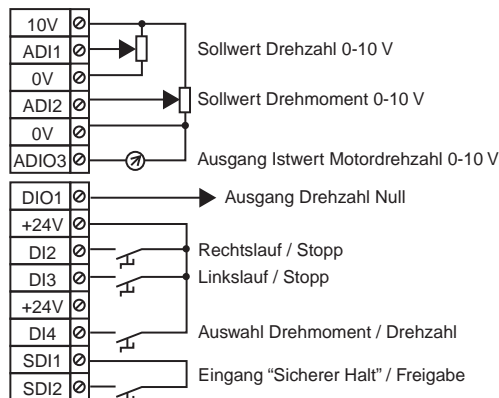 10V
ADI1 Sollwert Drehzahl 0-10 V
0V
ADI2 Sollwert Drehmoment 0-10 V
0V
ADIO3 Ausgang Istwert Motordrehzahl 0-10 V
DIO1 Ausgang Drehzahl Null
+24V
DI2 Rechtslauf / Stopp
DI3 Linkslauf / Stopp
+24V
DI4 Auswahl Drehmoment / Drehzahl
SDI1
Eingang “Sicherer Halt” / Freigabe
SDI2